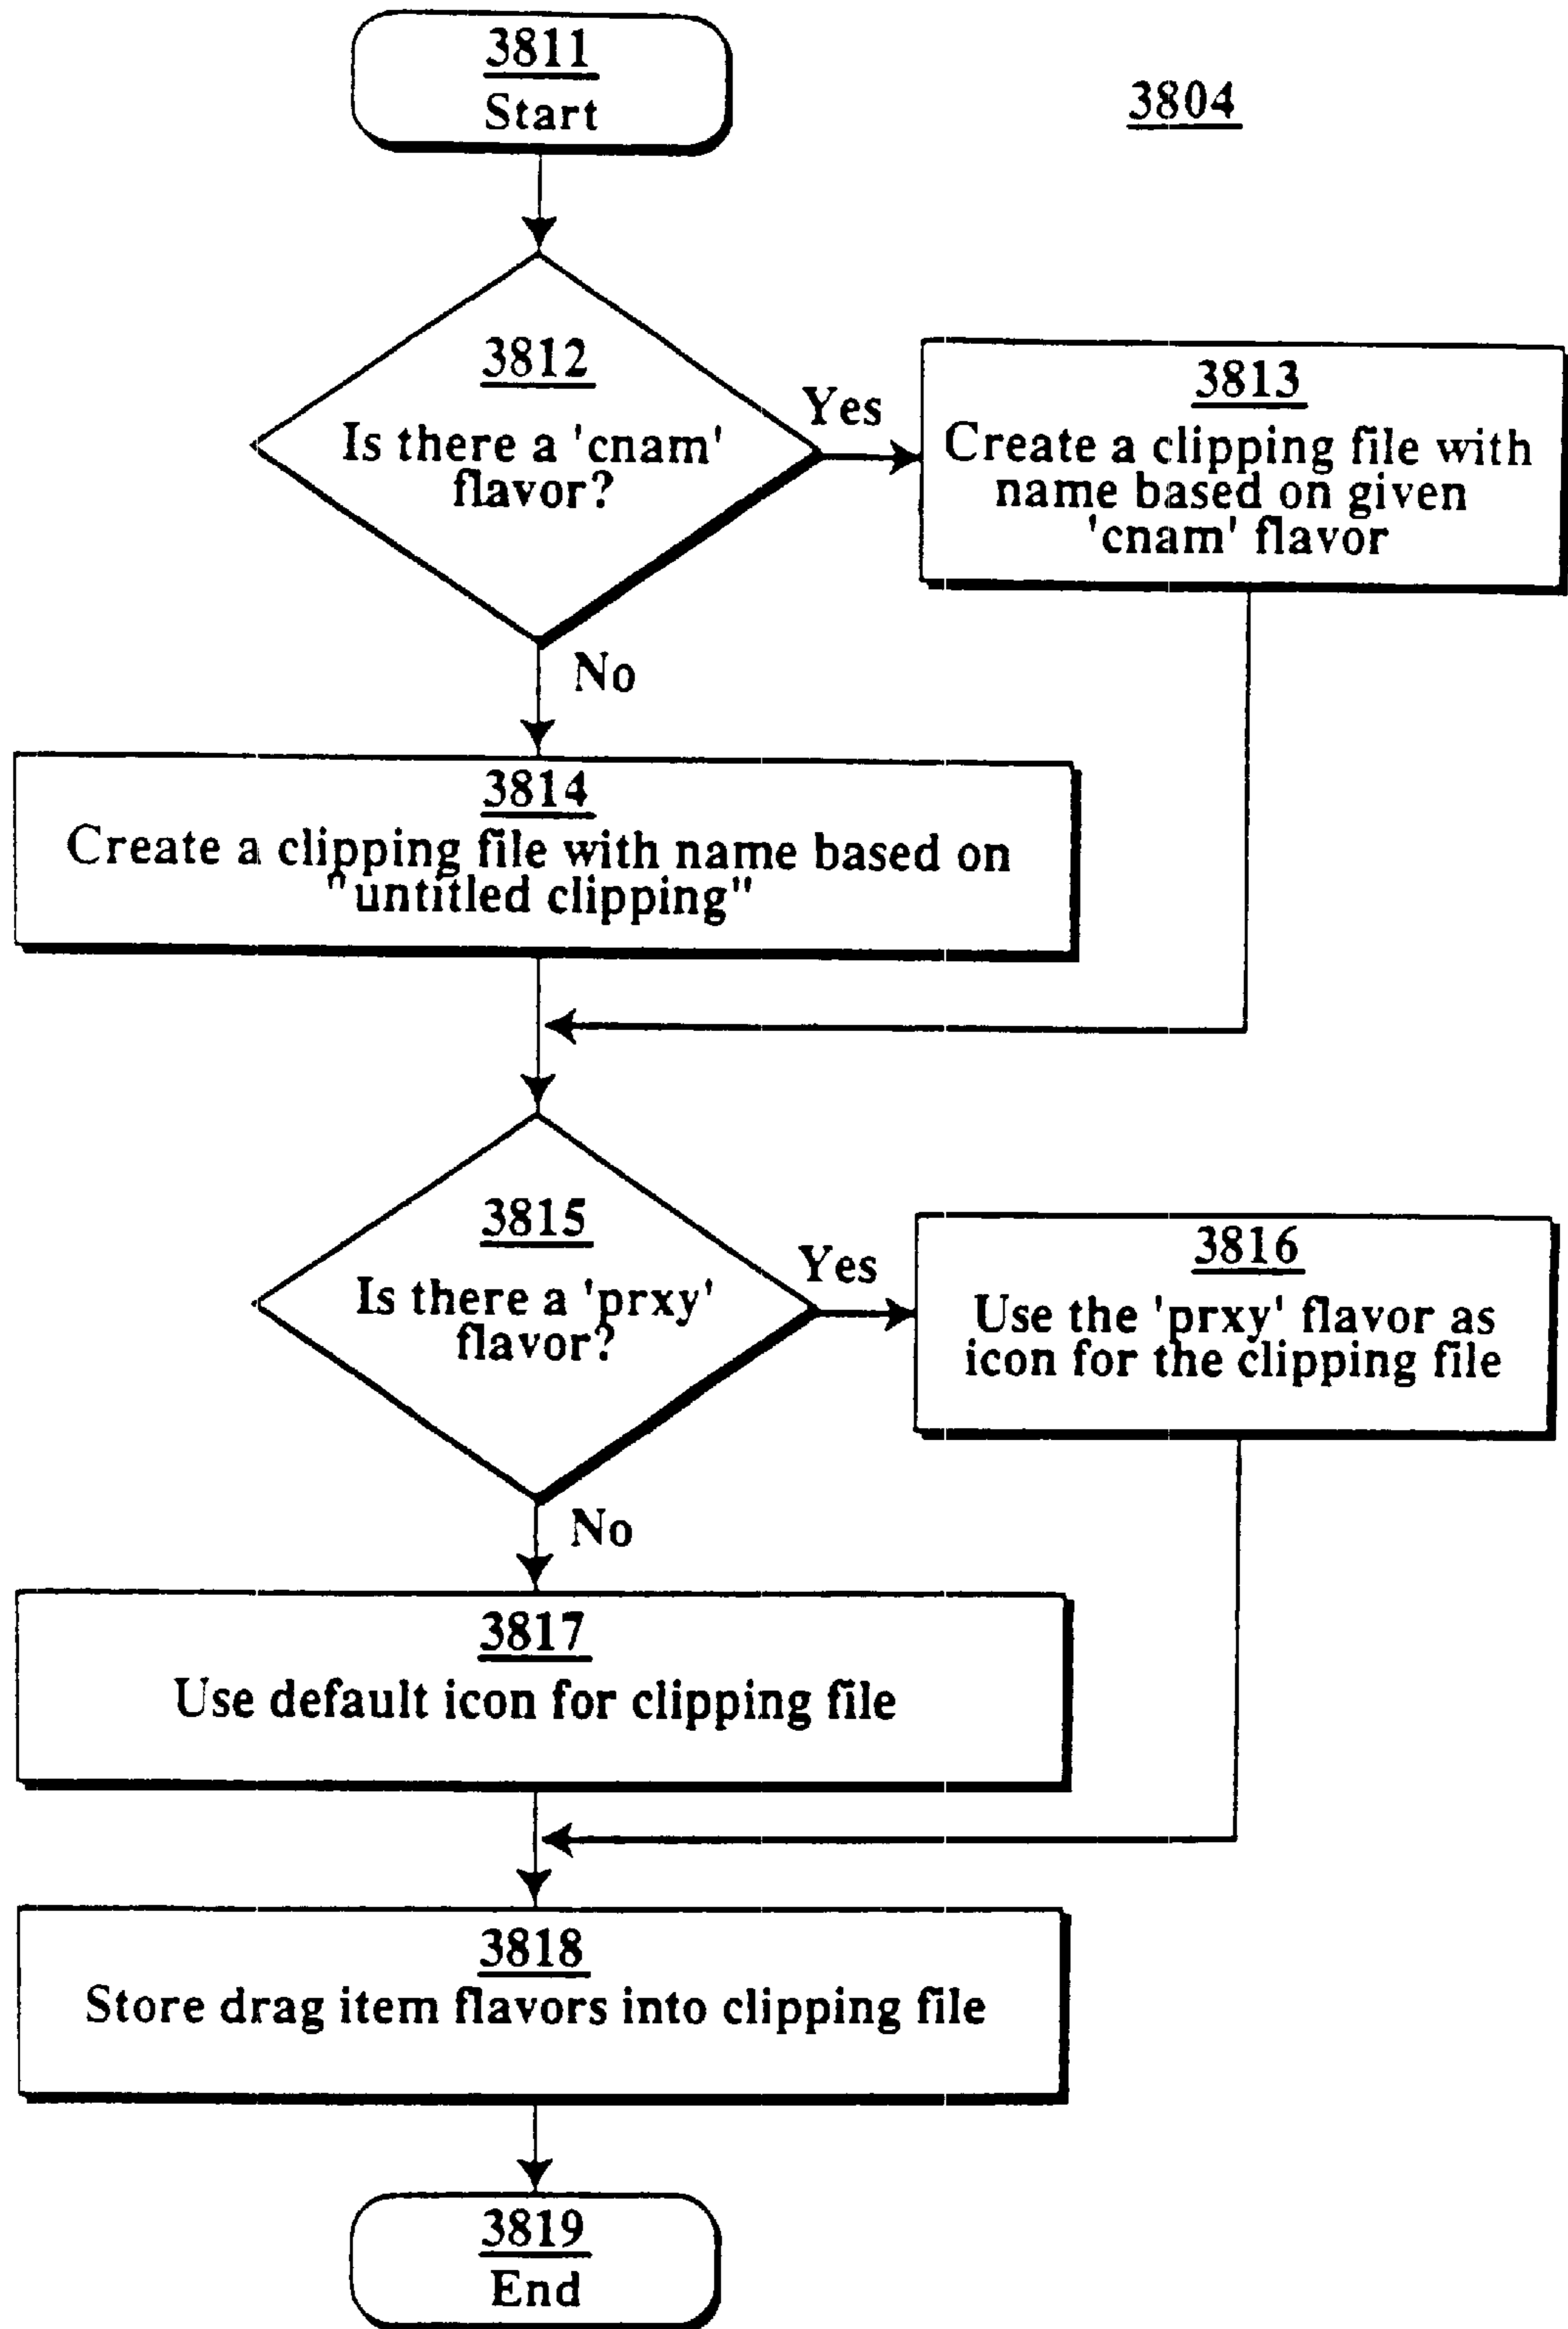 3811
Start
3804
3812
Is there a 'cnam'
flavor?
Yes
3813
Create a clipping file with
name based on given
'cnam' flavor
No
3814
Create a clipping file with name based on
"untitled clipping"
3815
Is there a 'prxy'
flavor?
Yes
3816
Use the 'prxy' flavor as
icon for the clipping file
No
3817
Use default icon for clipping file
3818
Store drag item flavors into clipping file
3819
End